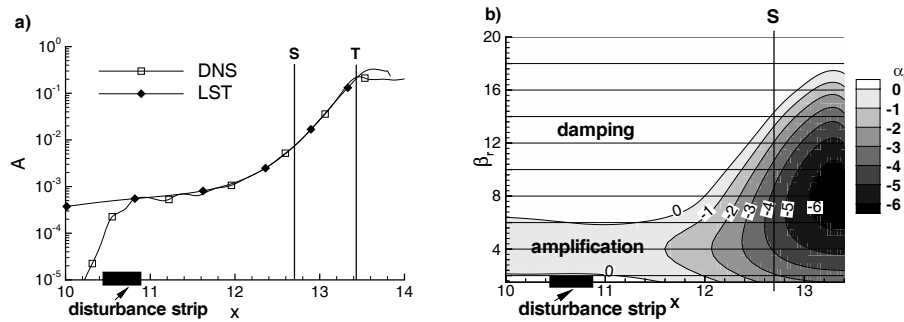 a)
10^0
10^-1
10^-2
10^-3
10^-4
10^-5
A
DNS
LST
S
T
10 11 12 13 14
disturbance strip
x
b)
S
20
16
12
8
4
β_r
damping
amplification
0
0
-1
-2
-3
-4
-5
-6
10 11 12 13
disturbance strip
x
α
0
-1
-2
-3
-4
-5
-6